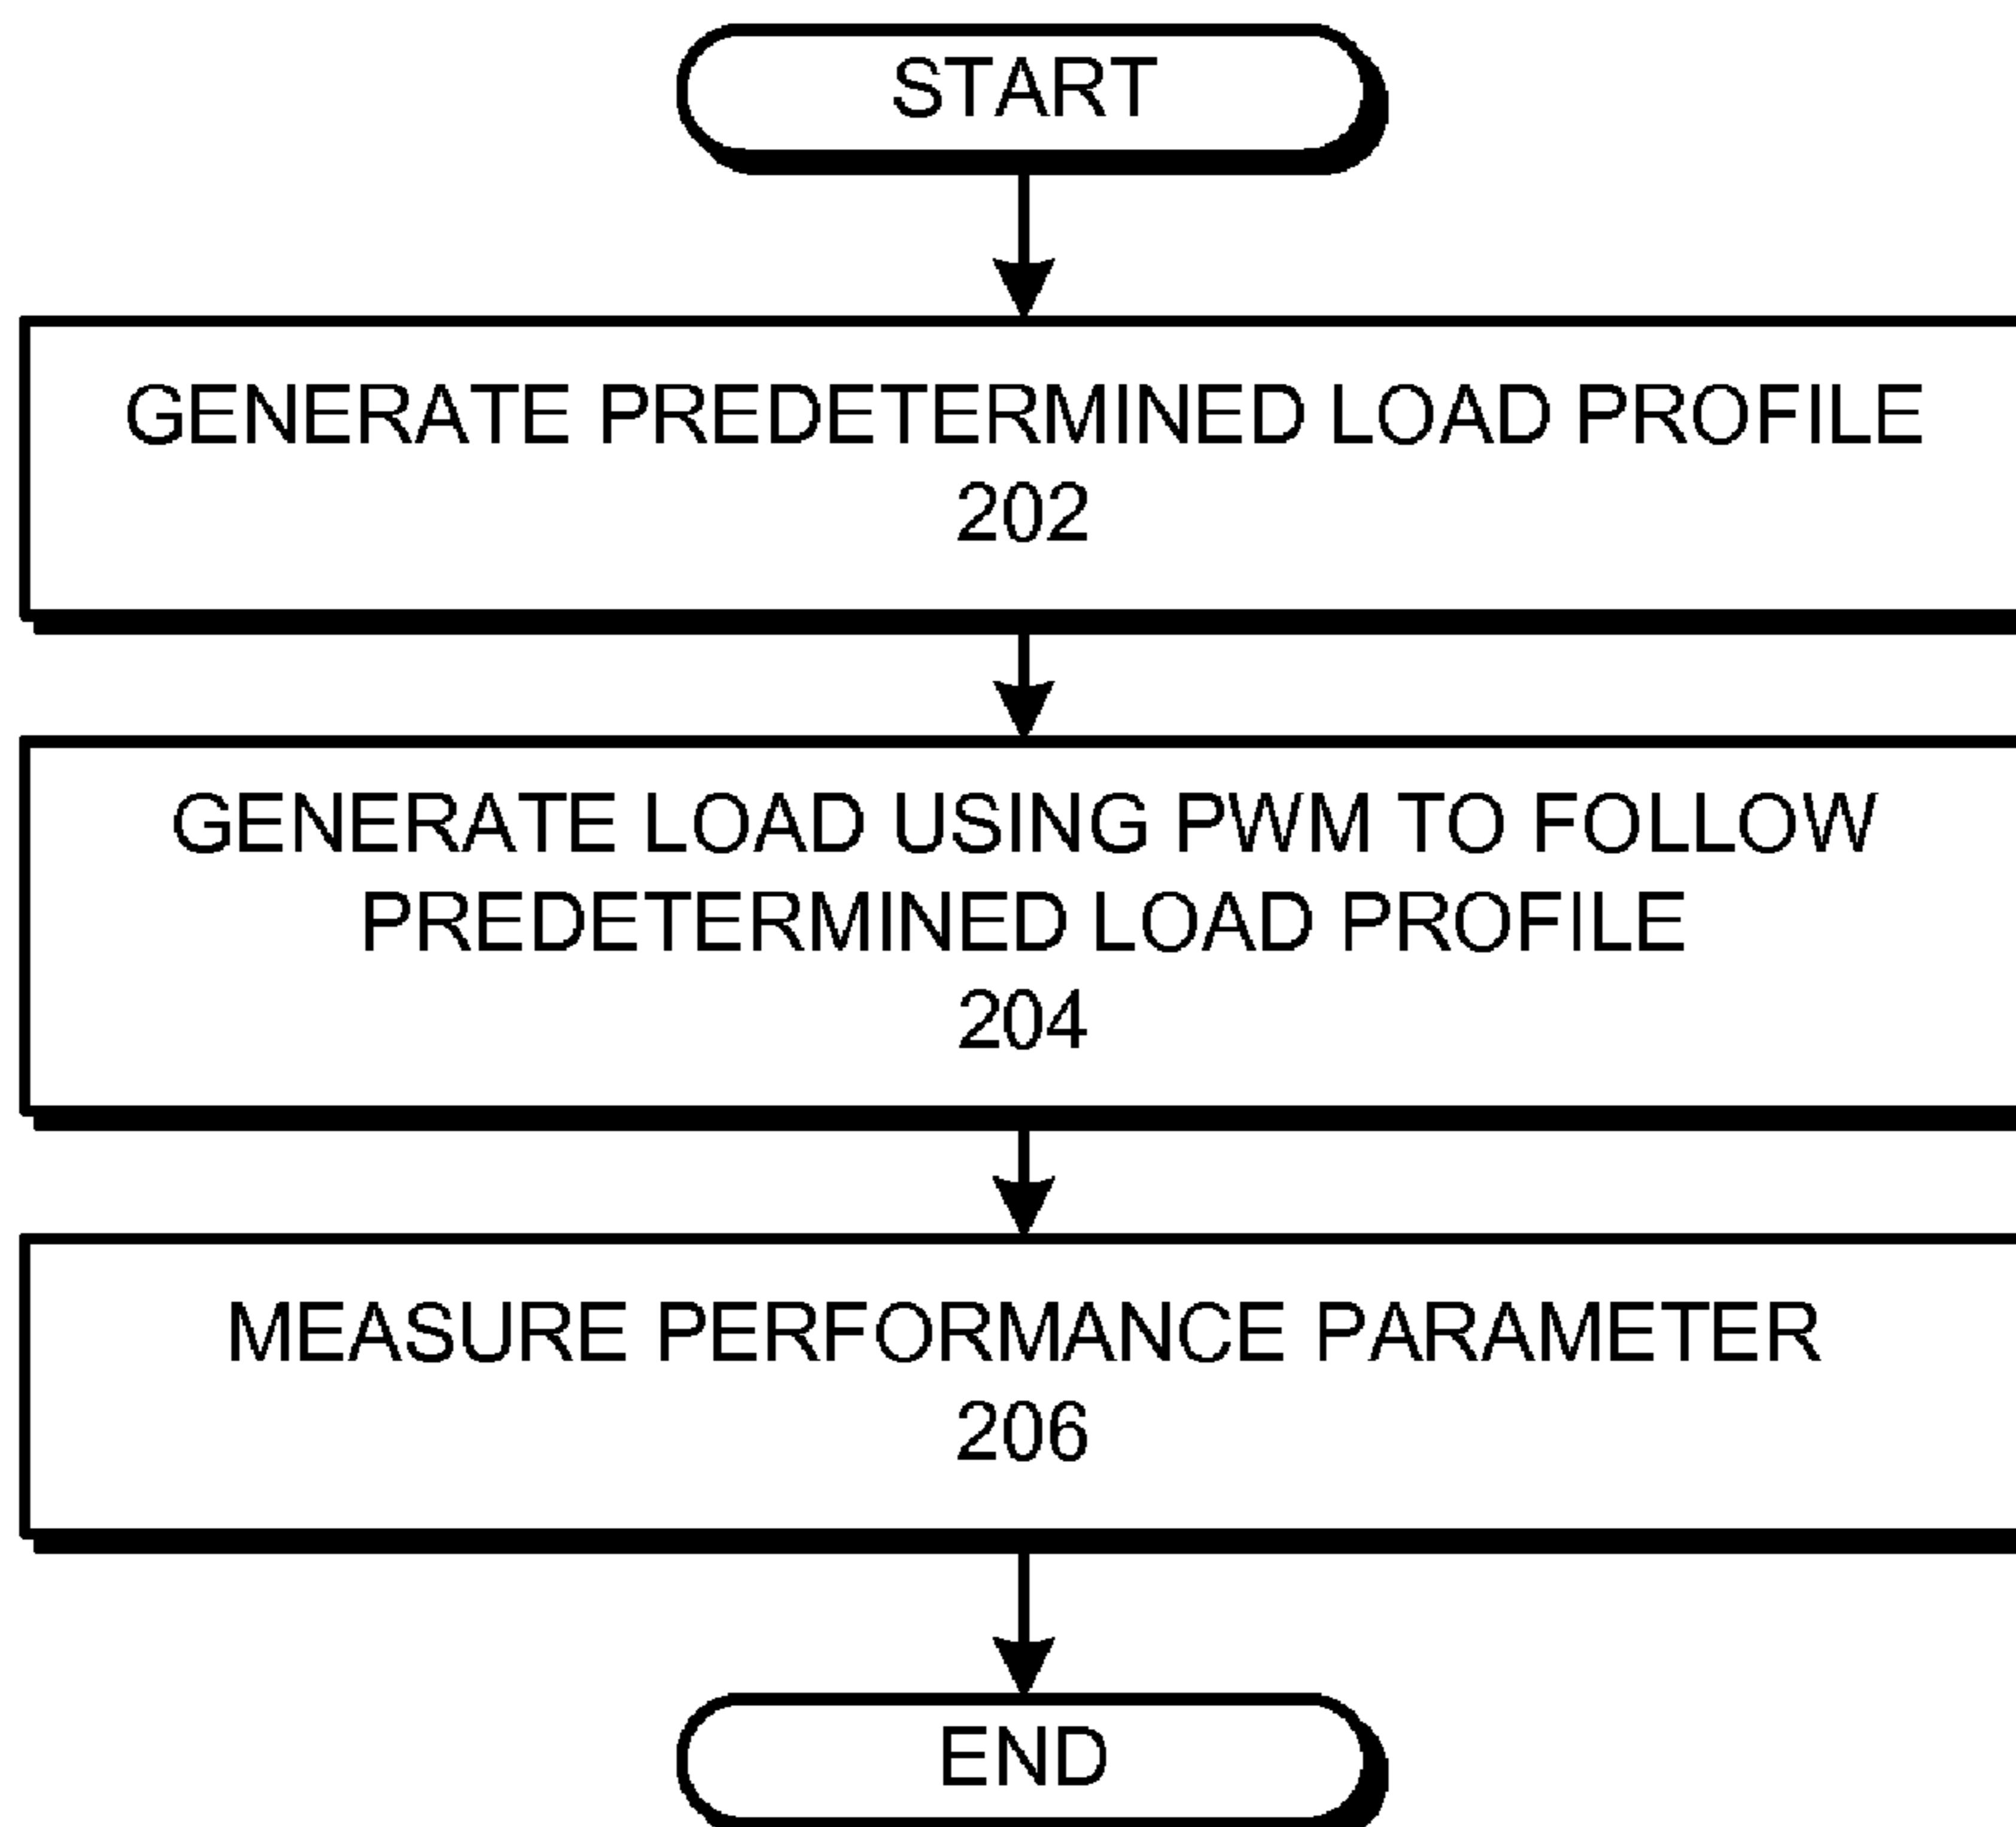 START
GENERATE PREDETERMINED LOAD PROFILE
202
GENERATE LOAD USING PWM TO FOLLOW
PREDETERMINED LOAD PROFILE
204
MEASURE PERFORMANCE PARAMETER
206
END